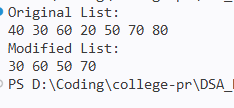 Original List:
40 30 60 20 50 70 80
Modified List:
30 60 50 70
PS D:\Coding\college-pr\DSA_